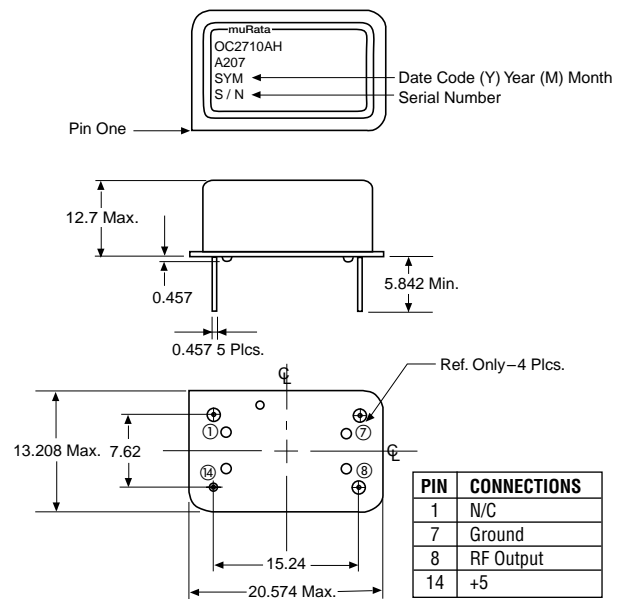 muRata
OC2710AH
A207
SYM
S / N
Date Code (Y) Year (M) Month
Serial Number
Pin One
12.7 Max.
0.457
5.842 Min.
0.457 5 Plcs.
Ref. Only–4 Plcs.
℄
℄
13.208 Max.
7.62
1
7
14
8
15.24
20.574 Max.
PIN CONNECTIONS
1 N/C
7 Ground
8 RF Output
14 +5